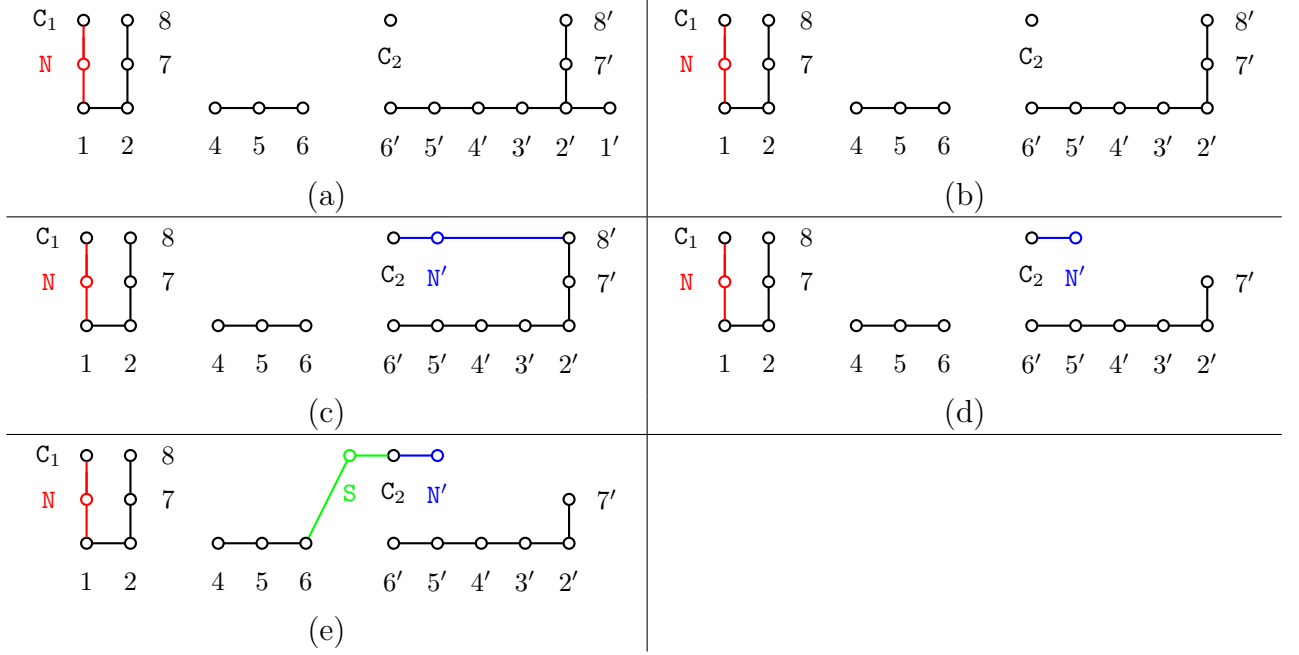 C₁ 8 8′ C₁ 8 8′
C₂ C₂
N 7 7′ N 7 7′
1 2 4 5 6 6′ 5′ 4′ 3′ 2′ 1′ 1 2 4 5 6 6′ 5′ 4′ 3′ 2′
(a) (b)
C₁ 8 8′ C₁ 8
N 7 C₂ N′ 7′ N 7 C₂ N′ 7′
1 2 4 5 6 6′ 5′ 4′ 3′ 2′ 1 2 4 5 6 6′ 5′ 4′ 3′ 2′
(c) (d)
C₁ 8
N 7 S C₂ N′ 7′
1 2 4 5 6 6′ 5′ 4′ 3′ 2′
(e)